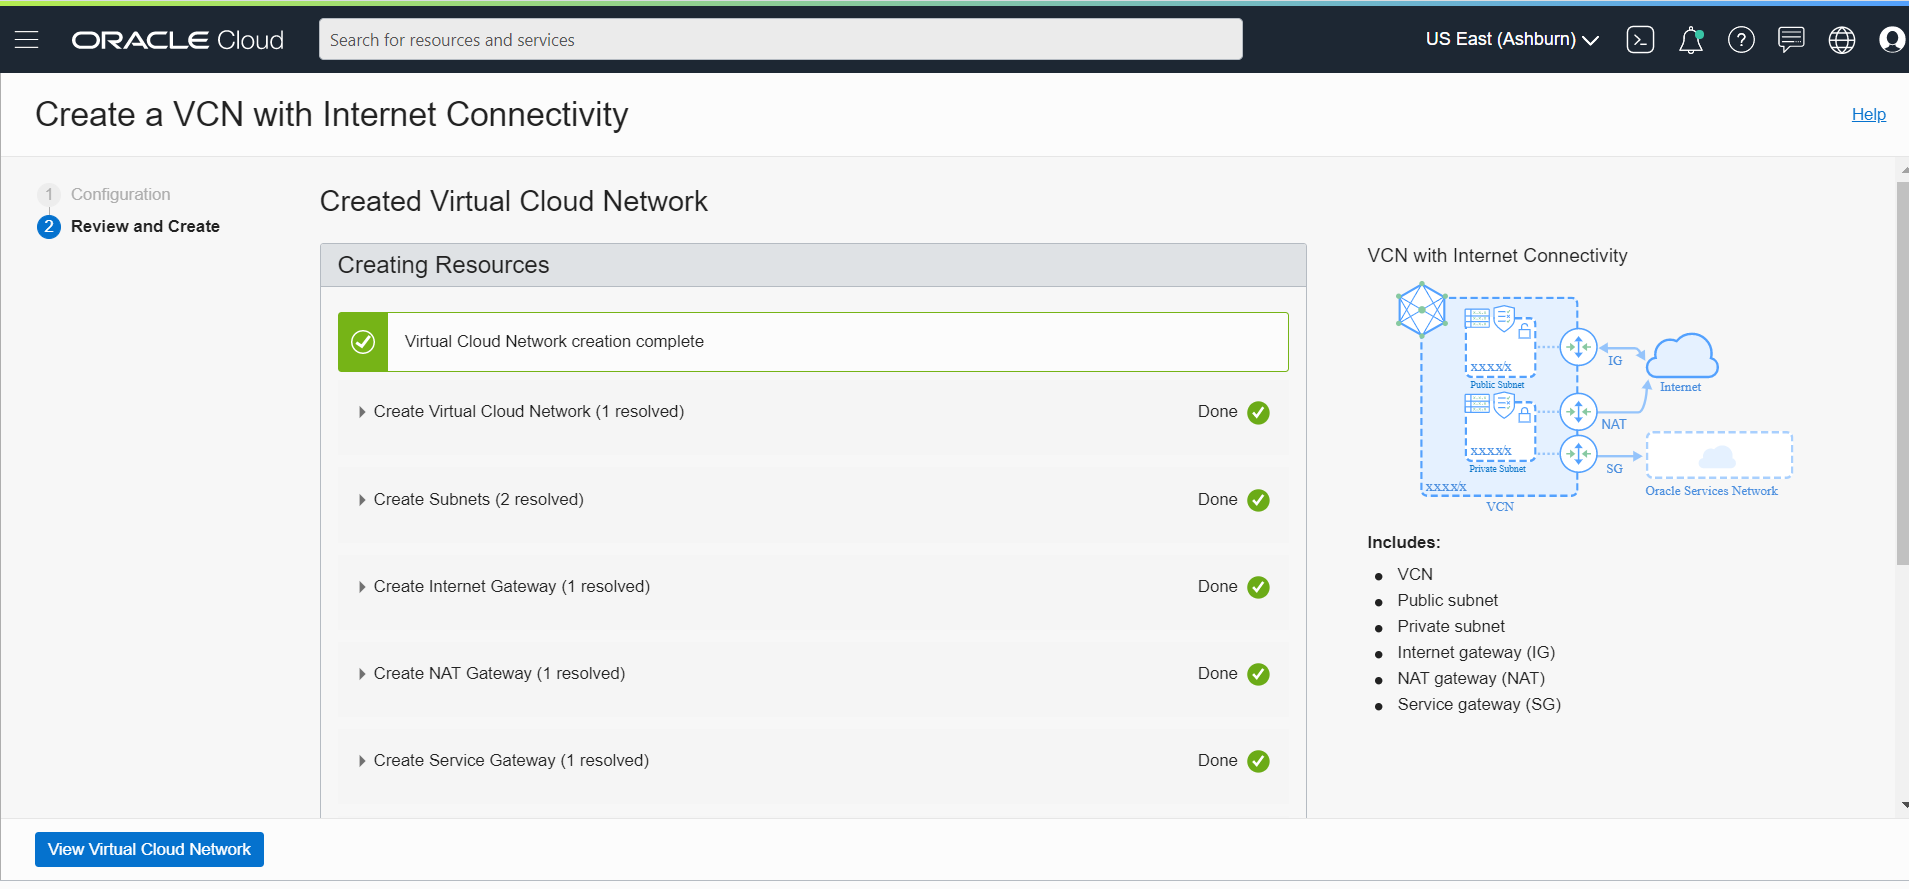 ORACLE Cloud
Search for resources and services
US East (Ashburn)
Create a VCN with Internet Connectivity
Help
1 Configuration
2 Review and Create
Created Virtual Cloud Network
Creating Resources
Virtual Cloud Network creation complete
Create Virtual Cloud Network (1 resolved) Done
Create Subnets (2 resolved) Done
Create Internet Gateway (1 resolved) Done
Create NAT Gateway (1 resolved) Done
Create Service Gateway (1 resolved) Done
VCN with Internet Connectivity
XXXX/X
Public Subnet
IG
Internet
NAT
XXXX/X
Private Subnet
SG
XXXX/X
Oracle Services Network
VCN
Includes:
VCN
Public subnet
Private subnet
Internet gateway (IG)
NAT gateway (NAT)
Service gateway (SG)
View Virtual Cloud Network